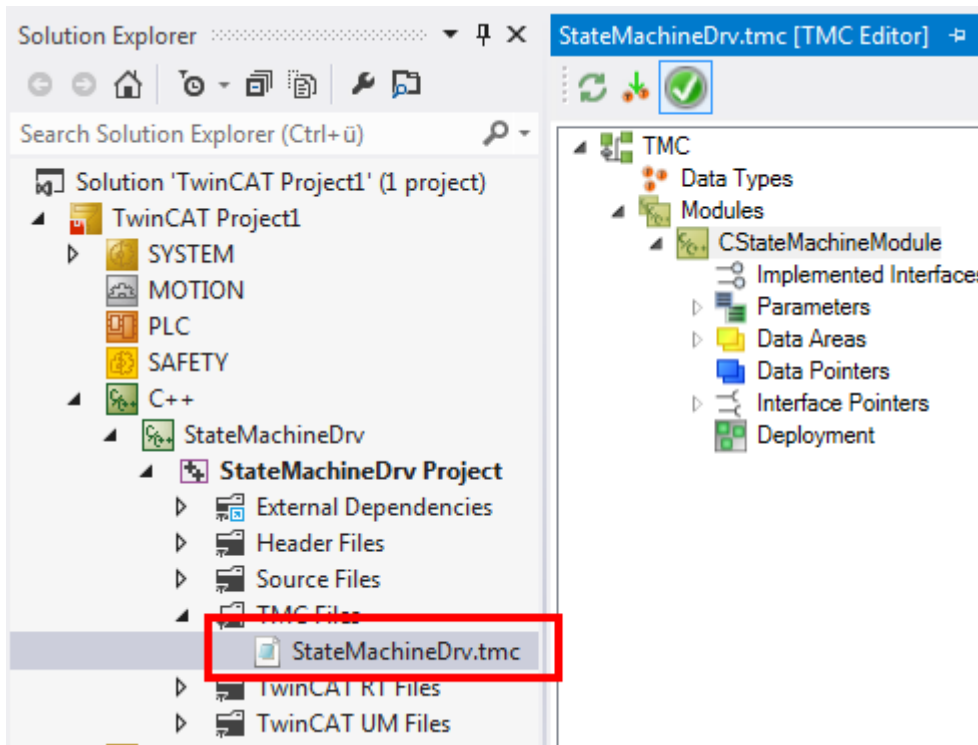 Solution Explorer
Search Solution Explorer (Ctrl+ü)
Solution 'TwinCAT Project1' (1 project)
TwinCAT Project1
SYSTEM
MOTION
PLC
SAFETY
C++
StateMachineDrv
StateMachineDrv Project
External Dependencies
Header Files
Source Files
TMC Files
StateMachineDrv.tmc
TwinCAT RT Files
TwinCAT UM Files
StateMachineDrv.tmc [TMC Editor]
TMC
Data Types
Modules
CStateMachineModule
Implemented Interfaces
Parameters
Data Areas
Data Pointers
Interface Pointers
Deployment